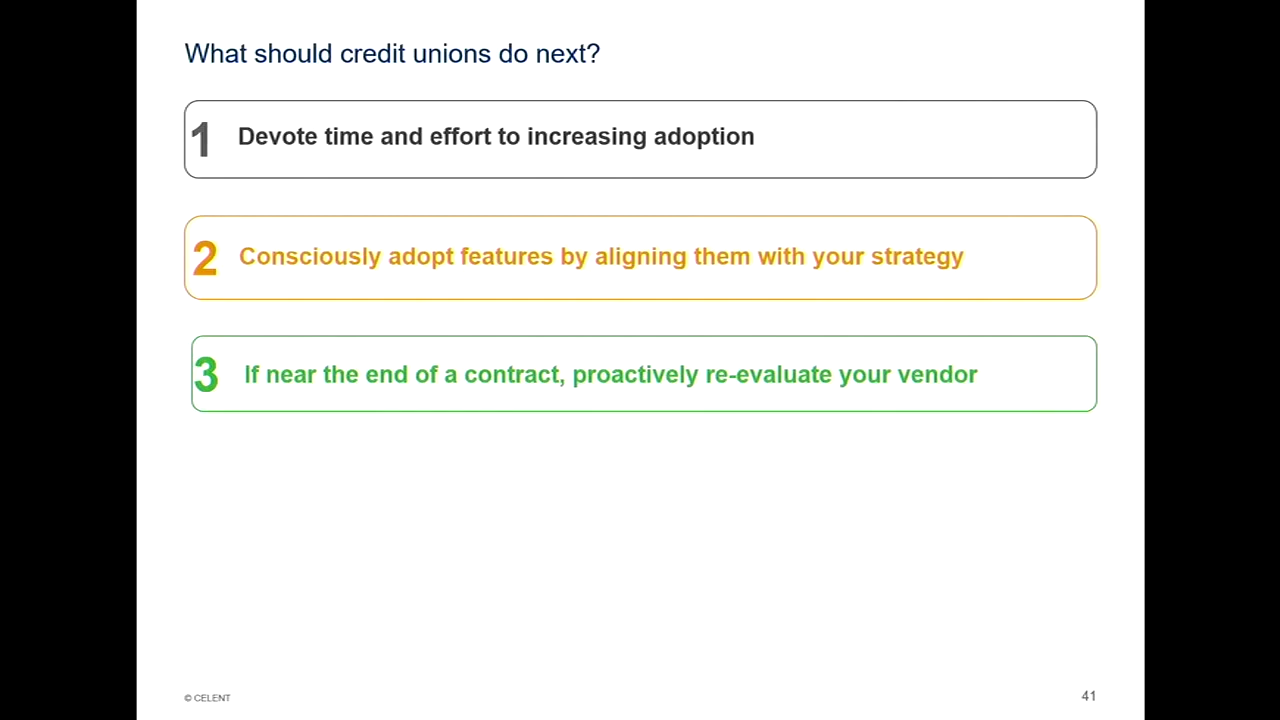 What should credit unions do next?
1 Devote time and effort to increasing adoption
2 Consciously adopt features by aligning them with your strategy
3 If near the end of a contract, proactively re-evaluate your vendor
© CELENT 41